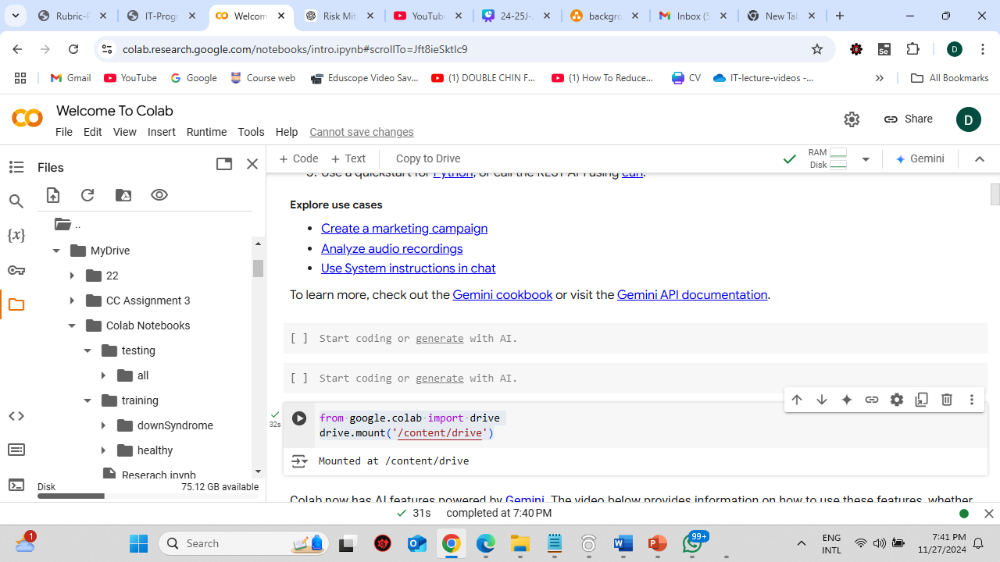 Rubric-P
IT-Progr
Welcom
Risk Mit
YouTube
24-25J-
backgro
Inbox (5
New Tab
colab.research.google.com/notebooks/intro.ipynb#scrollTo=Jft8ieSktIc9
D
Gmail
YouTube
Google
Course web
Eduscope Video Sav...
(1) DOUBLE CHIN F...
(1) How To Reduce...
CV
IT-lecture-videos -...
All Bookmarks
Welcome To Colab
File Edit View Insert Runtime Tools Help Cannot save changes
Share
D
Files
+ Code + Text Copy to Drive
RAM
Disk
Gemini
..
MyDrive
22
CC Assignment 3
Colab Notebooks
testing
all
training
downSyndrome
healthy
Reserach.ipynb
Disk 75.12 GB available
3. Use a quickstart for Python, or call the REST API using curl.
Explore use cases
• Create a marketing campaign
• Analyze audio recordings
• Use System instructions in chat
To learn more, check out the Gemini cookbook or visit the Gemini API documentation.
[ ] Start coding or generate with AI.
[ ] Start coding or generate with AI.
32s
from google.colab import drive
drive.mount('/content/drive')
Mounted at /content/drive
Colab now has AI features powered by Gemini. The video below provides information on how to use these features, whether
31s completed at 7:40 PM
1
Search
99+
ENG
INTL
7:41 PM
11/27/2024